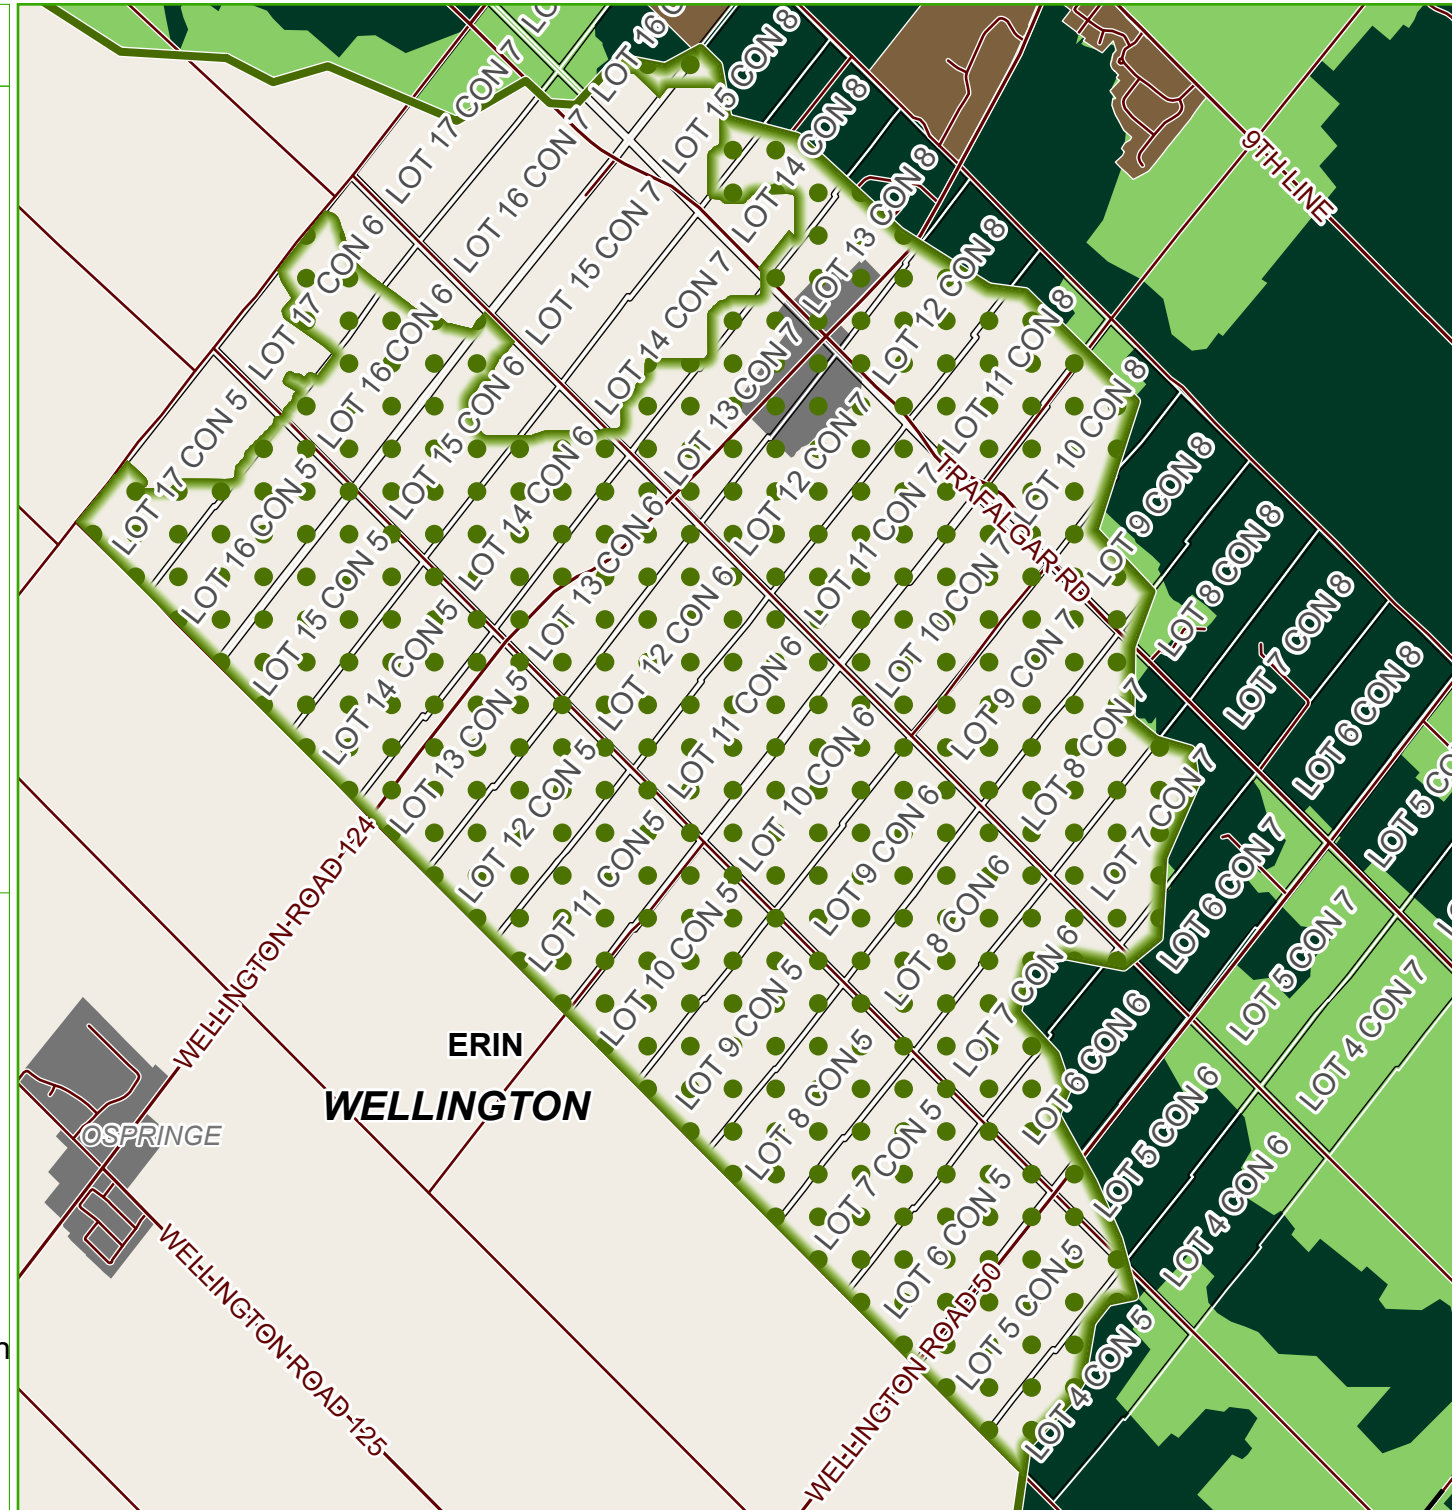 LOT 16 C
LOT 17 CON 7
LOT 15 CON 8
LOT 16 CON 7
LOT 14 CON 8
9TH-LINE
LOT 15 CON 7
LOT 13 CON 8
LOT 17 CON 6
LOT 14 CON 7
LOT 12 CON 8
LOT 16 CON 6
LOT 13 CON 7
LOT 11 CON 8
LOT 17 CON 5
LOT 15 CON 6
LOT 12 CON 7
LOT 10 CON 8
LOT 16 CON 5
LOT 14 CON 6
LOT 11 CON 7
TRAFALGAR-RD
LOT 9 CON 8
LOT 15 CON 5
LOT 13 CON 6
LOT 10 CON 7
LOT 8 CON 8
LOT 14 CON 5
LOT 12 CON 6
LOT 9 CON 7
LOT 7 CON 8
LOT 13 CON 5
LOT 11 CON 6
LOT 8 CON 7
LOT 6 CON 8
LOT 12 CON 5
LOT 10 CON 6
LOT 7 CON 7
LOT 5 CO
LOT 11 CON 5
LOT 9 CON 6
LOT 6 CON 7
WELLINGTON-ROAD-124
LOT 10 CON 5
LOT 8 CON 6
LOT 5 CON 7
LOT 9 CON 5
LOT 7 CON 6
LOT 4 CON 7
ERIN
WELLINGTON
LOT 8 CON 5
LOT 6 CON 6
OSPRINGE
LOT 7 CON 5
LOT 5 CON 6
LOT 6 CON 5
LOT 4 CON 6
LOT 5 CON 5
WELLINGTON-ROAD-125
WELLINGTON-ROAD-50
LOT 4 CON 5